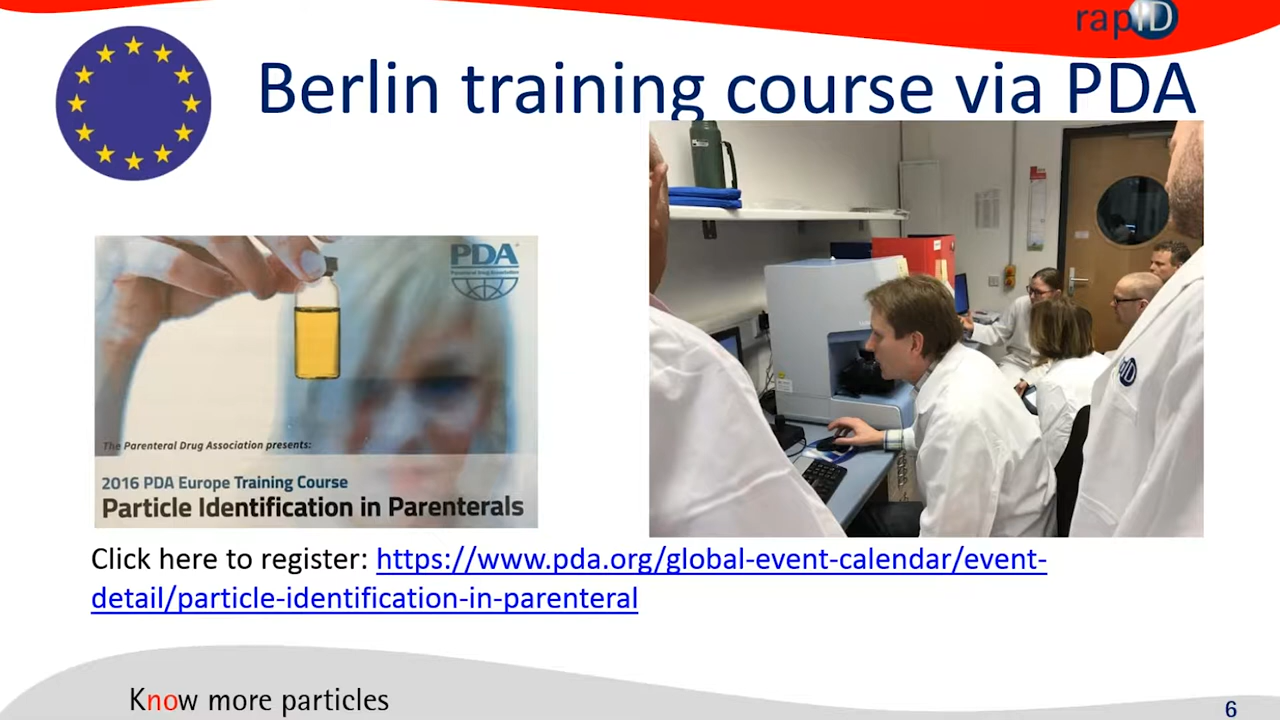 rapID
Berlin training course via PDA
PDA
Parenteral Drug Association
The Parenteral Drug Association presents:
2016 PDA Europe Training Course
Particle Identification in Parenterals
Click here to register: https://www.pda.org/global-event-calendar/event-
detail/particle-identification-in-parenteral
Know more particles
6